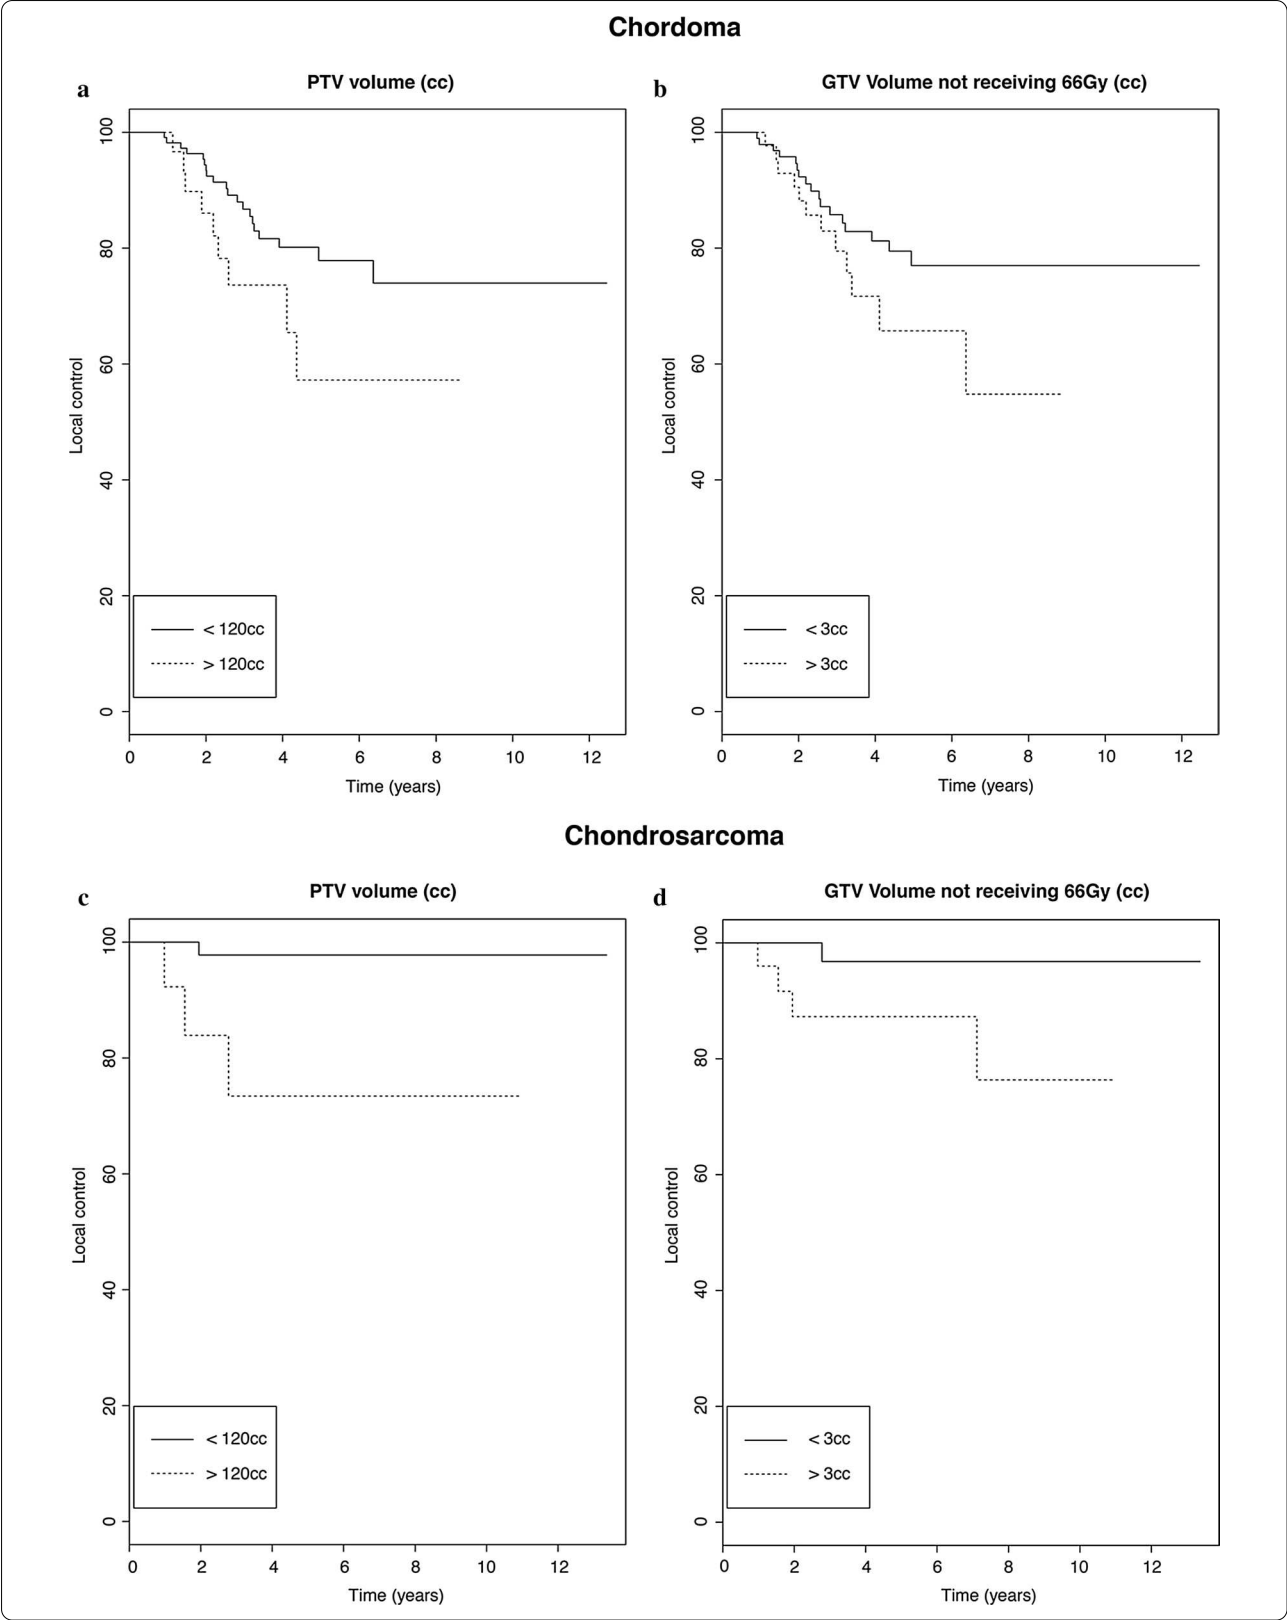 Chordoma
a
PTV volume (cc)
Local control
100
80
60
40
20
0
< 120cc
> 120cc
0 2 4 6 8 10 12
Time (years)
b
GTV Volume not receiving 66Gy (cc)
Local control
100
80
60
40
20
0
< 3cc
> 3cc
0 2 4 6 8 10 12
Time (years)
Chondrosarcoma
c
PTV volume (cc)
Local control
100
80
60
40
20
0
< 120cc
> 120cc
0 2 4 6 8 10 12
Time (years)
d
GTV Volume not receiving 66Gy (cc)
Local control
100
80
60
40
20
0
< 3cc
> 3cc
0 2 4 6 8 10 12
Time (years)